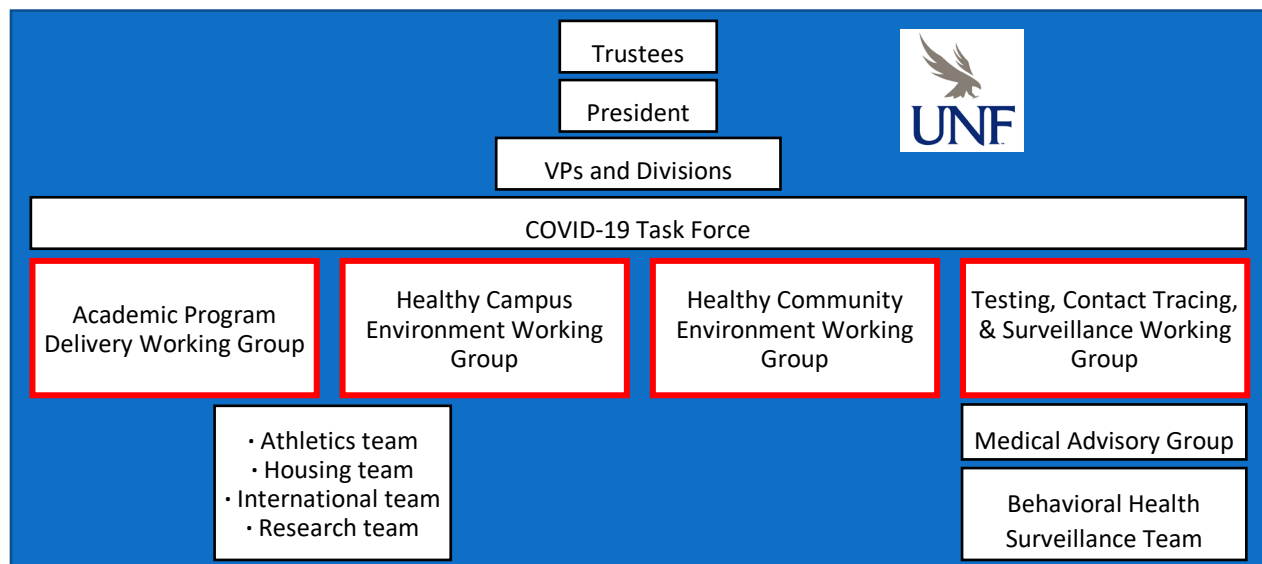 Trustees
UNF
President
VPs and Divisions
COVID-19 Task Force
Academic Program
Delivery Working Group
Healthy Campus
Environment Working
Group
Healthy Community
Environment Working
Group
Testing, Contact Tracing,
& Surveillance Working
Group
· Athletics team
· Housing team
· International team
· Research team
Medical Advisory Group
Behavioral Health
Surveillance Team